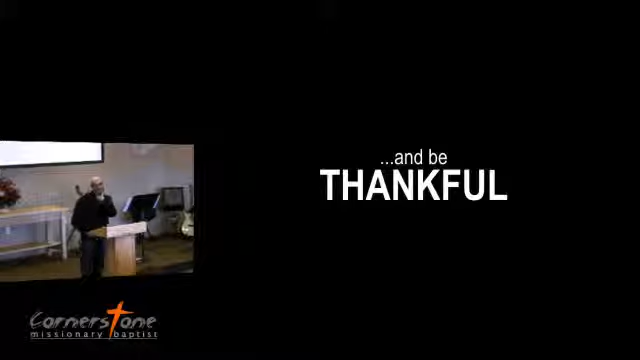 ...and be
THANKFUL
Cornerstone
missionary baptist